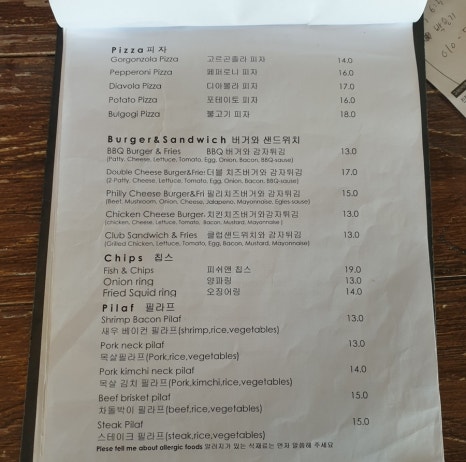 Pizza 피자
Gorgonzola Pizza 고르곤졸라 피자 14.0
Pepperoni Pizza 페퍼로니 피자 16.0
Diavola Pizza 디아볼라 피자 17.0
Potato Pizza 포테이토 피자 16.0
Bulgogi Pizza 불고기 피자 18.0
Burger&Sandwich 버거와 샌드위치
BBQ Burger & Fries BBQ 버거와 감자튀김 13.0
(Patty, Cheese, Lettuce, Tomato, Egg, Onion, Bacon, BBQ-sause)
Double Cheese Burger&Fries 더블 치즈버거와 감자튀김 17.0
(2 Patty, Cheese, Lettuce, Tomato, Egg, Onion, Bacon, BBQ-sause)
Philly Cheese Burger&Fri 필리치즈버거와 감자튀김 15.0
(Beef, Mushroom, Onion, Cheese, Jalapeno, Mayonnaise, Egles-sause)
Chicken Cheese Burger 치킨치즈버거와감자튀김 13.0
(chicken, Cheese, Lettuce, Tomato, Bacon, Mustard, Mayonnaise)
Club Sandwich & Fries 클럽샌드위치와 감자튀김 13.0
(Grilled Chicken, Lettuce, Tomato, Egg, Bacon, Mustard, Mayonnaise)
Chips 칩스
Fish & Chips 피쉬앤 칩스 19.0
Onion ring 양파링 13.0
Fried Squid ring 오징어링 14.0
Pilaf 필라프
Shrimp Bacon Pilaf 13.0
새우 베이컨 필라프(shrimp,rice,vegetables)
Pork neck pilaf 13.0
목살필라프(Pork,rice,vegetables)
Pork kimchi neck pilaf 14.0
목살 김치 필라프(Pork,kimchi,rice,vegetables)
Beef brisket pilaf 15.0
차돌박이 필라프(beef,rice,vegetables)
Steak Pilaf 15.0
스테이크 필라프(steak,rice,vegetables)
Plese tell me about allergic foods 알러지가 있는 식재료는 먼저 말씀해 주세요